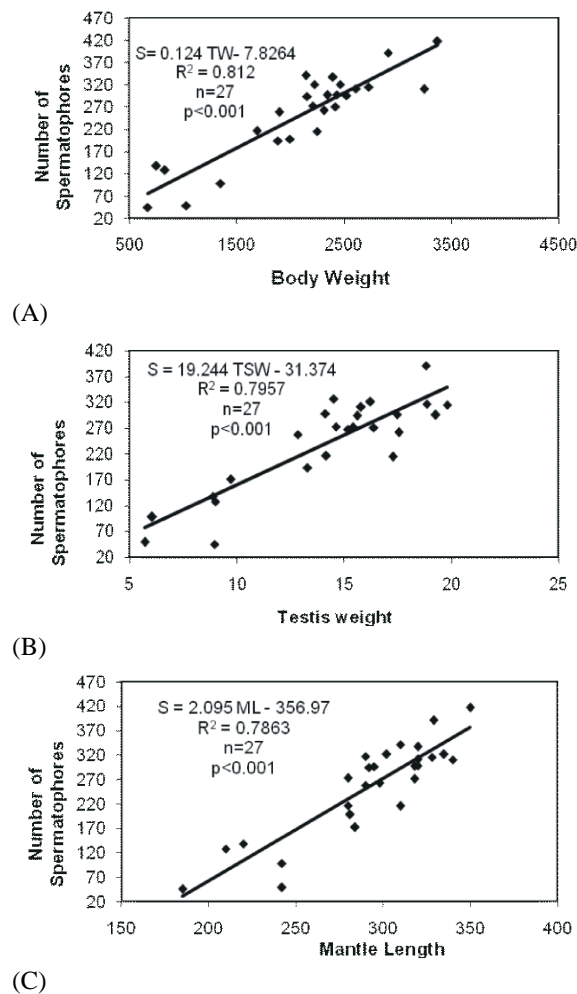 470
420
370
320
270
220
170
120
70
20
Number of
Spermatophores
S= 0.124 TW- 7.8264
R² = 0.812
n=27
p<0.001
500 1500 2500 3500 4500
Body Weight
(A)
420
370
320
270
220
170
120
70
20
Number of
Spermatophores
S = 19.244 TSW - 31.374
R² = 0.7957
n=27
p<0.001
5 10 15 20 25
Testis weight
(B)
470
420
370
320
270
220
170
120
70
20
Number of
Spermatophores
S = 2.095 ML - 356.97
R² = 0.7863
n=27
p<0.001
150 200 250 300 350 400
Mantle Length
(C)